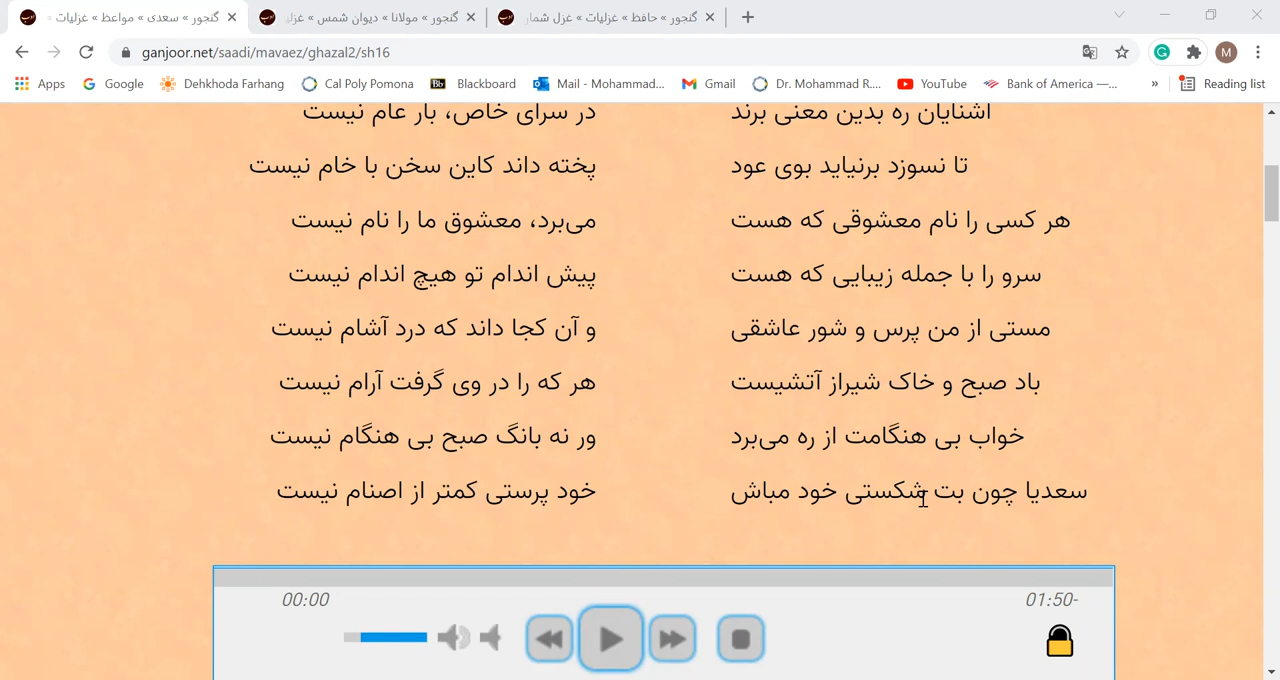 گنجور » سعدی » مواعظ » غزلیات »
گنجور » مولانا » دیوان شمس » غزلیا
گنجور » حافظ » غزلیات » غزل شمار
ganjoor.net/saadi/mavaez/ghazal2/sh16
M
Apps Google Dehkhoda Farhang Cal Poly Pomona Bb Blackboard Mail - Mohammad... Gmail Dr. Mohammad R.... YouTube Bank of America —... » Reading list
آشنایان ره بدین معنی برند در سرای خاص، بار عام نیست
تا نسوزد برنیاید بوی عود پخته داند کاین سخن با خام نیست
هر کسی را نام معشوقی که هست می‌برد، معشوق ما را نام نیست
سرو را با جمله زیبایی که هست پیش اندام تو هیچ اندام نیست
مستی از من پرس و شور عاشقی و آن کجا داند که درد آشام نیست
باد صبح و خاک شیراز آتشیست هر که را در وی گرفت آرام نیست
خواب بی هنگامت از ره می‌برد ور نه بانگ صبح بی هنگام نیست
سعدیا چون بت شکستی خود مباش خود پرستی کمتر از اصنام نیست
00:00 01:50-